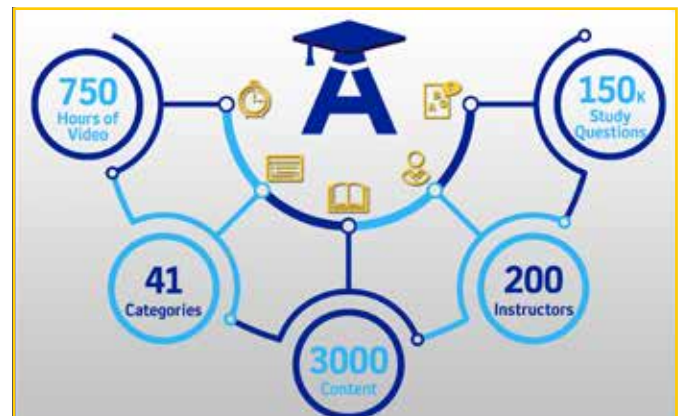 750
Hours of
Video
A
150K
Study
Questions
41
Categories
200
Instructors
3000
Content